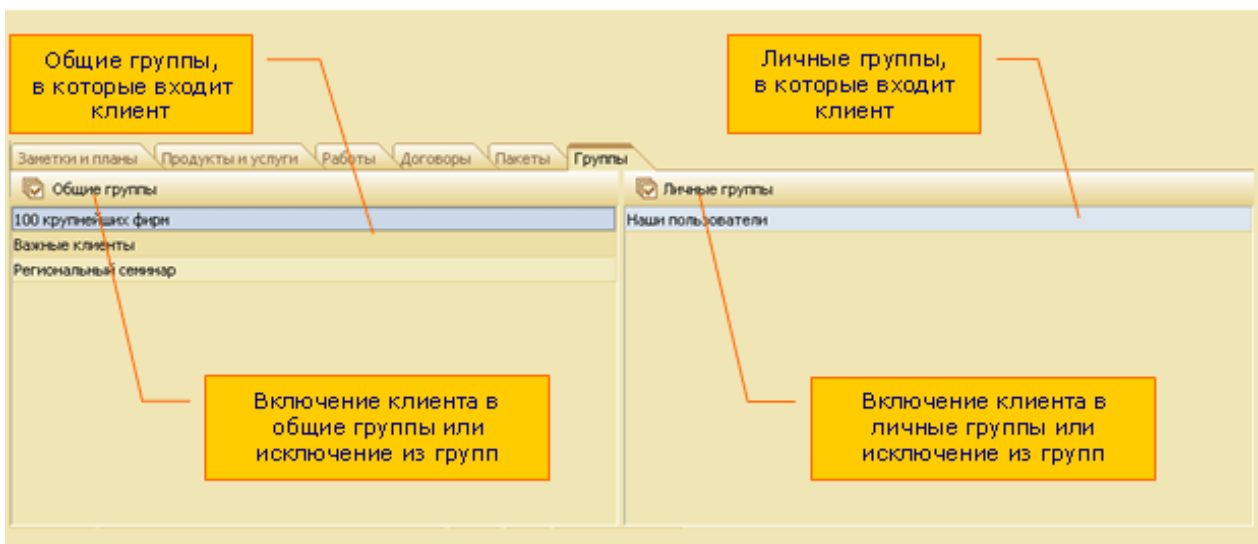 Общие группы,
в которые входит
клиент
Личные группы,
в которые входит
клиент
Заметки и планы Продукты и услуги Работы Договоры Пакеты Группы
Общие группы
Личные группы
100 крупнейших фирм
Наши пользователи
Важные клиенты
Региональный семинар
Включение клиента в
общие группы или
исключение из групп
Включение клиента в
личные группы или
исключение из групп